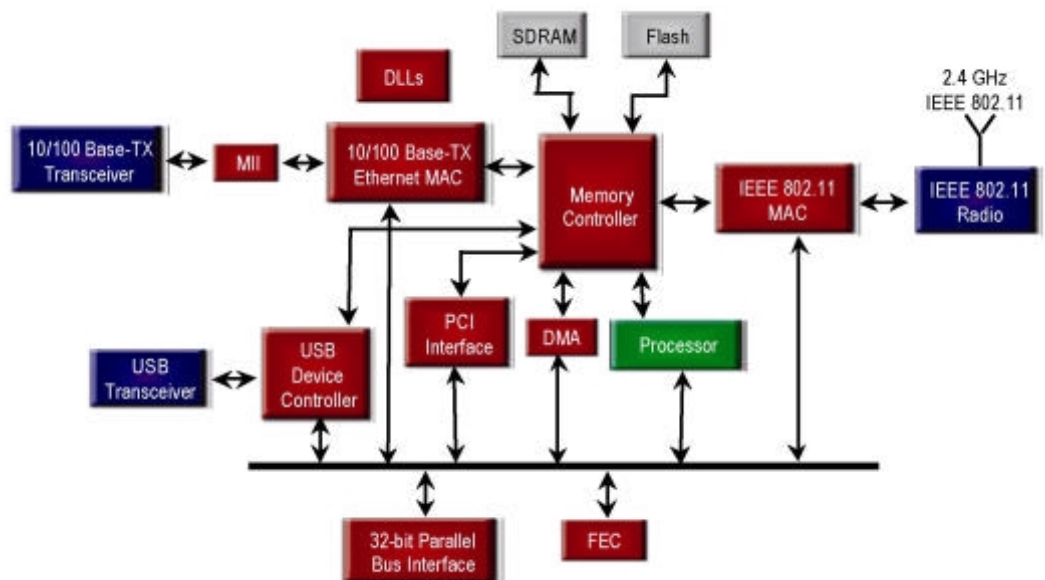 SDRAM
Flash
DLLs
2.4 GHz
IEEE 802.11
10/100 Base-TX
Transceiver
MII
10/100 Base-TX
Ethernet MAC
Memory
Controller
IEEE 802.11
MAC
IEEE 802.11
Radio
PCI
Interface
DMA
Processor
USB
Transceiver
USB
Device
Controller
32-bit Parallel
Bus Interface
FEC